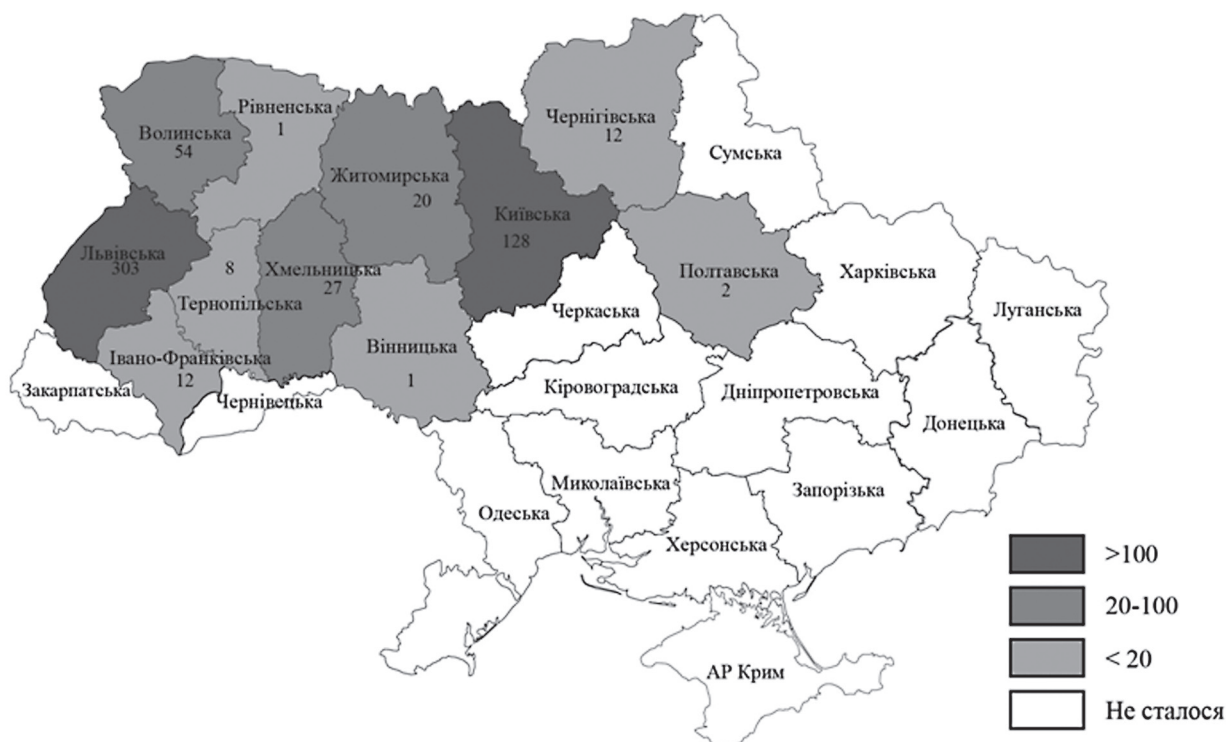 Рівненська
1
Волинська
54
Чернігівська
12
Сумська
Житомирська
20
Київська
128
Львівська
303
8
Тернопільська
Хмельницька
27
Полтавська
2
Харківська
Луганська
Черкаська
Вінницька
1
Івано-Франківська
12
Закарпатська
Чернівецька
Кіровоградська
Дніпропетровська
Донецька
Миколаївська
Запорізька
Одеська
Херсонська
АР Крим
>100
20-100
< 20
Не сталося